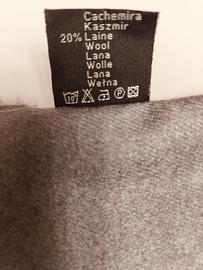 Cachemira
Kaszmir
20% Laine
Wool
Lana
Wolle
Lana
Wełna
P